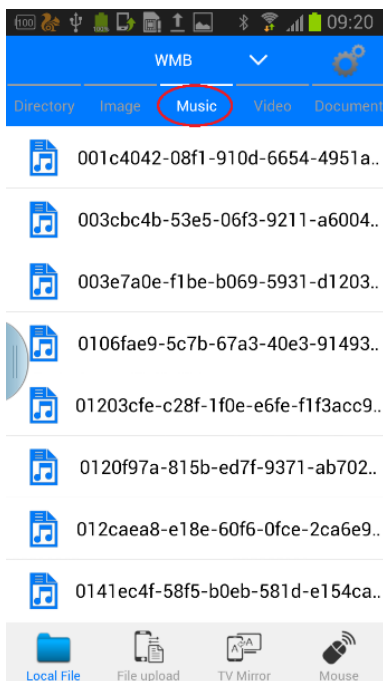 100 09:20
WMB
Directory Image Music Video Document
001c4042-08f1-910d-6654-4951a..
003cbc4b-53e5-06f3-9211-a6004..
003e7a0e-f1be-b069-5931-d1203..
0106fae9-5c7b-67a3-40e3-91493..
01203cfe-c28f-1f0e-e6fe-f1f3acc9..
0120f97a-815b-ed7f-9371-ab702..
012caea8-e18e-60f6-0fce-2ca6e9..
0141ec4f-58f5-b0eb-581d-e154ca..
Local File File upload TV Mirror Mouse